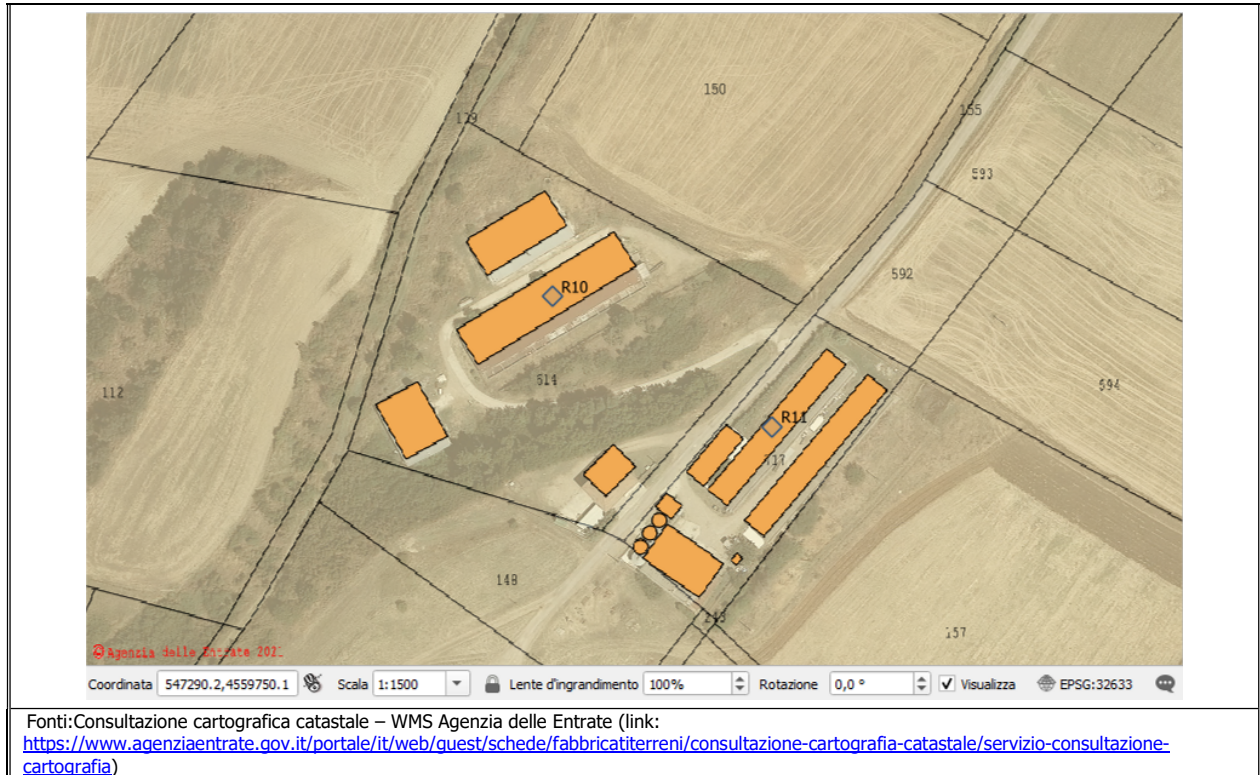 150
139
155
593
592
R10
594
614
112
R11
717
148
243
157
© Agenzia delle Entrate 2021
Coordinata 547290.2,4559750.1 Scala 1:1500 Lente d'ingrandimento 100% Rotazione 0,0 ° Visualizza EPSG:32633
Fonti:Consultazione cartografica catastale – WMS Agenzia delle Entrate (link:
https://www.agenziaentrate.gov.it/portale/it/web/guest/schede/fabbricatiterreni/consultazione-cartografia-catastale/servizio-consultazione-
cartografia)